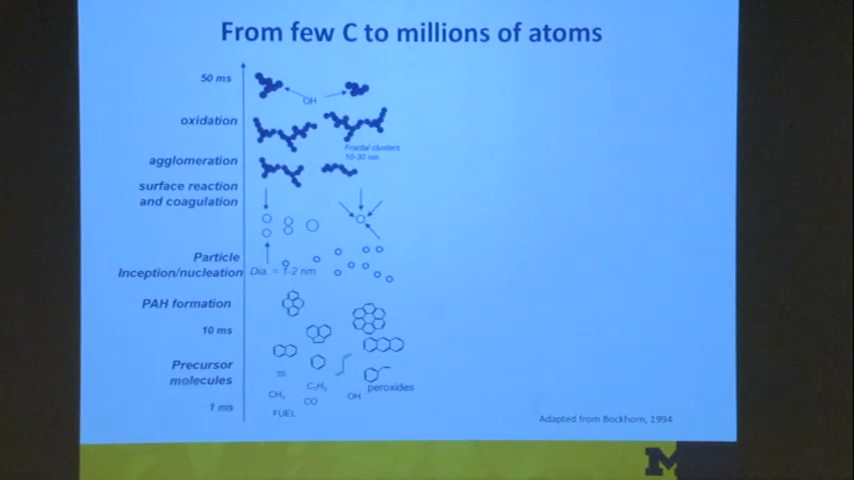 From few C to millions of atoms
50 ms
OH
oxidation
Fractal clusters
10-30 nm
agglomeration
surface reaction
and coagulation
Particle
Inception/nucleation
Dia. = 1-2 nm
PAH formation
10 ms
Precursor
molecules
peroxides
CH3
CO
OH
1 ms
FUEL
Adapted from Bockhorn, 1994
M